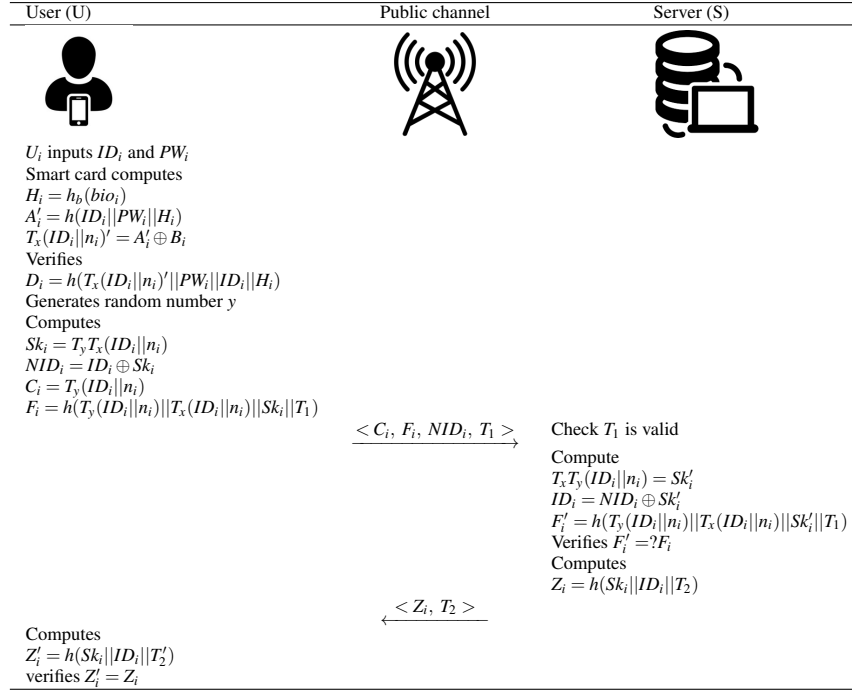 User (U) Public channel Server (S)
U_i inputs ID_i and PW_i
Smart card computes
H_i = h_b(bio_i)
A'_i = h(ID_i||PW_i||H_i)
T_x(ID_i||n_i)' = A'_i ⊕ B_i
Verifies
D_i = h(T_x(ID_i||n_i)'||PW_i||ID_i||H_i)
Generates random number y
Computes
Sk_i = T_yT_x(ID_i||n_i)
NID_i = ID_i ⊕ Sk_i
C_i = T_y(ID_i||n_i)
F_i = h(T_y(ID_i||n_i)||T_x(ID_i||n_i)||Sk_i||T_1)
< C_i, F_i, NID_i, T_1 > Check T_1 is valid
Compute
T_xT_y(ID_i||n_i) = Sk'_i
ID_i = NID_i ⊕ Sk'_i
F'_i = h(T_y(ID_i||n_i)||T_x(ID_i||n_i)||Sk'_i||T_1)
Verifies F'_i =?F_i
Computes
Z_i = h(Sk_i||ID_i||T_2)
< Z_i, T_2 >
Computes
Z'_i = h(Sk_i||ID_i||T'_2)
verifies Z'_i = Z_i